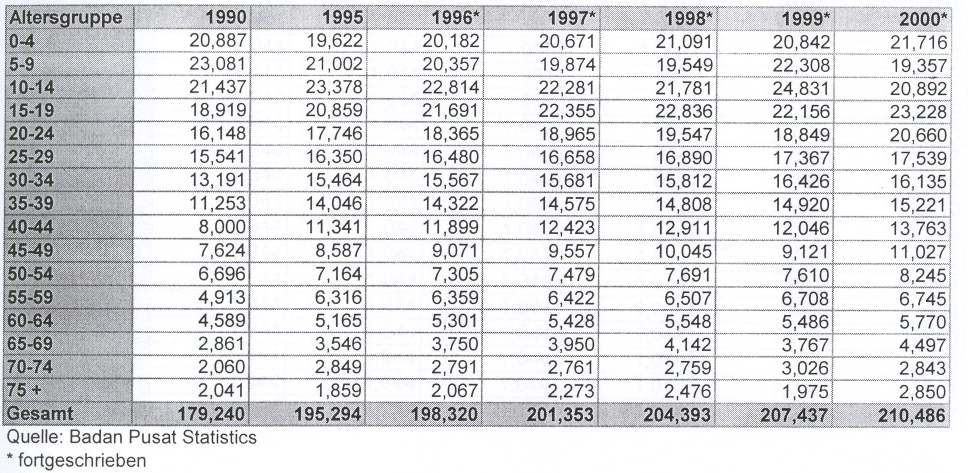 Altersgruppe 1990 1995 1996* 1997* 1998* 1999* 2000*
0-4 20,887 19,622 20,182 20,671 21,091 20,842 21,716
5-9 23,081 21,002 20,357 19,874 19,549 22,308 19,357
10-14 21,437 23,378 22,814 22,281 21,781 24,831 20,892
15-19 18,919 20,859 21,691 22,355 22,836 22,156 23,228
20-24 16,148 17,746 18,365 18,965 19,547 18,849 20,660
25-29 15,541 16,350 16,480 16,658 16,890 17,367 17,539
30-34 13,191 15,464 15,567 15,681 15,812 16,426 16,135
35-39 11,253 14,046 14,322 14,575 14,808 14,920 15,221
40-44 8,000 11,341 11,899 12,423 12,911 12,046 13,763
45-49 7,624 8,587 9,071 9,557 10,045 9,121 11,027
50-54 6,696 7,164 7,305 7,479 7,691 7,610 8,245
55-59 4,913 6,316 6,359 6,422 6,507 6,708 6,745
60-64 4,589 5,165 5,301 5,428 5,548 5,486 5,770
65-69 2,861 3,546 3,750 3,950 4,142 3,767 4,497
70-74 2,060 2,849 2,791 2,761 2,759 3,026 2,843
75 + 2,041 1,859 2,067 2,273 2,476 1,975 2,850
Gesamt 179,240 195,294 198,320 201,353 204,393 207,437 210,486
Quelle: Badan Pusat Statistics
* fortgeschrieben